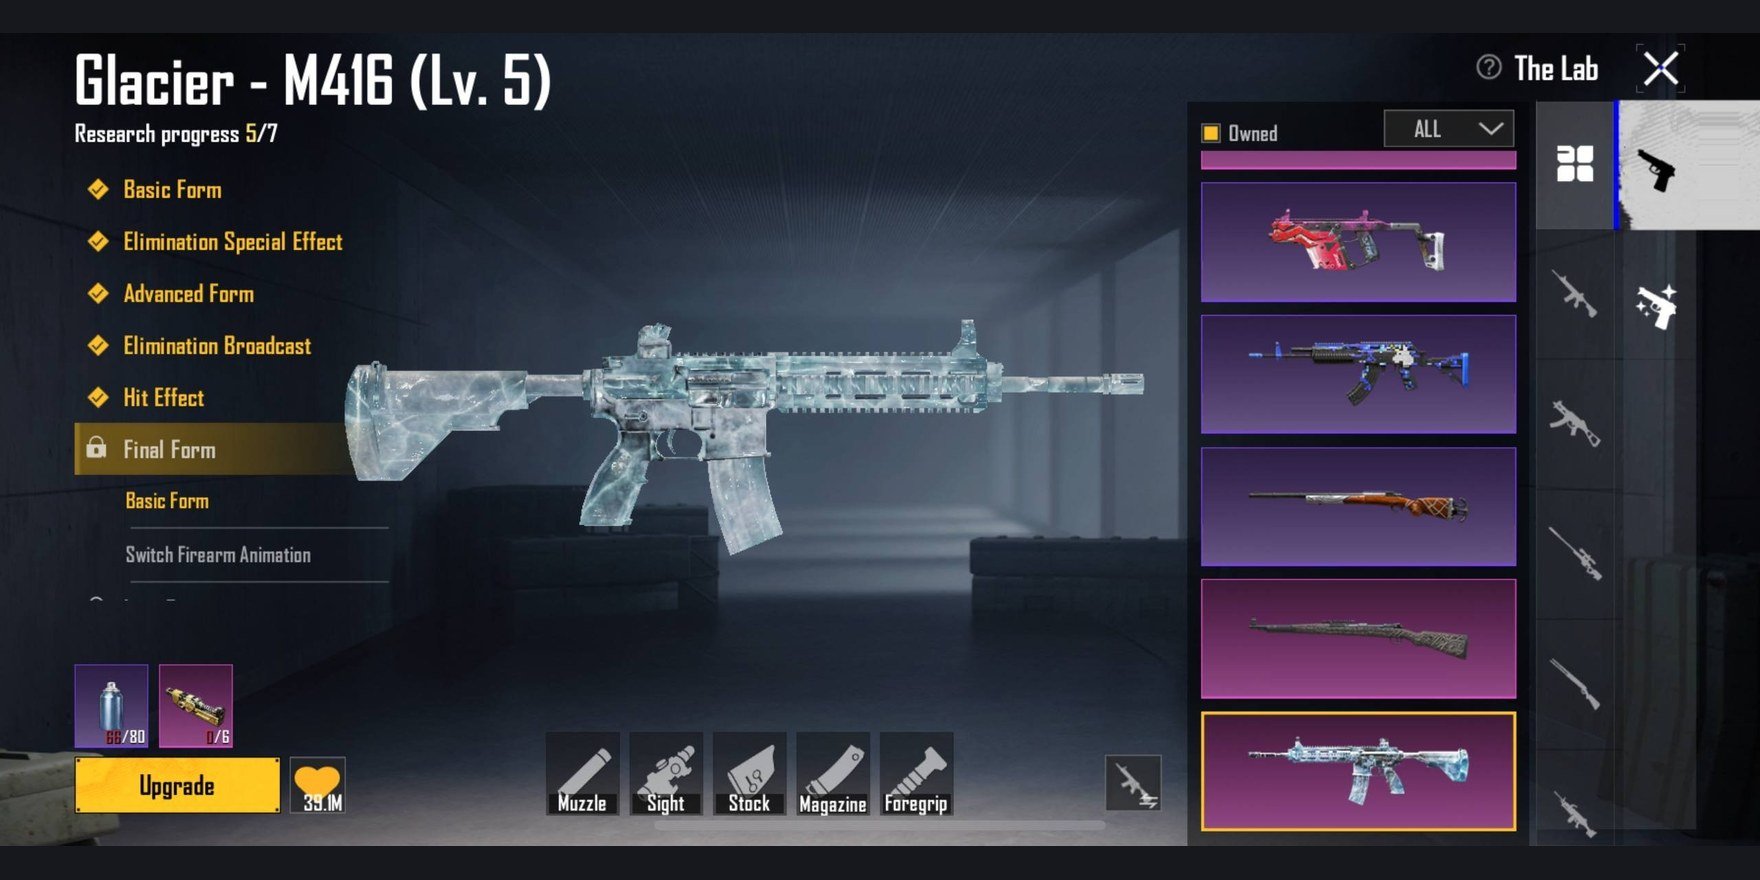 Glacier - M416 (Lv. 5)
Research progress 5/7
Basic Form
Elimination Special Effect
Advanced Form
Elimination Broadcast
Hit Effect
Final Form
Basic Form
Switch Firearm Animation
66/80
0/6
Upgrade
39.1M
Muzzle
Sight
Stock
Magazine
Foregrip
? The Lab
Owned
ALL